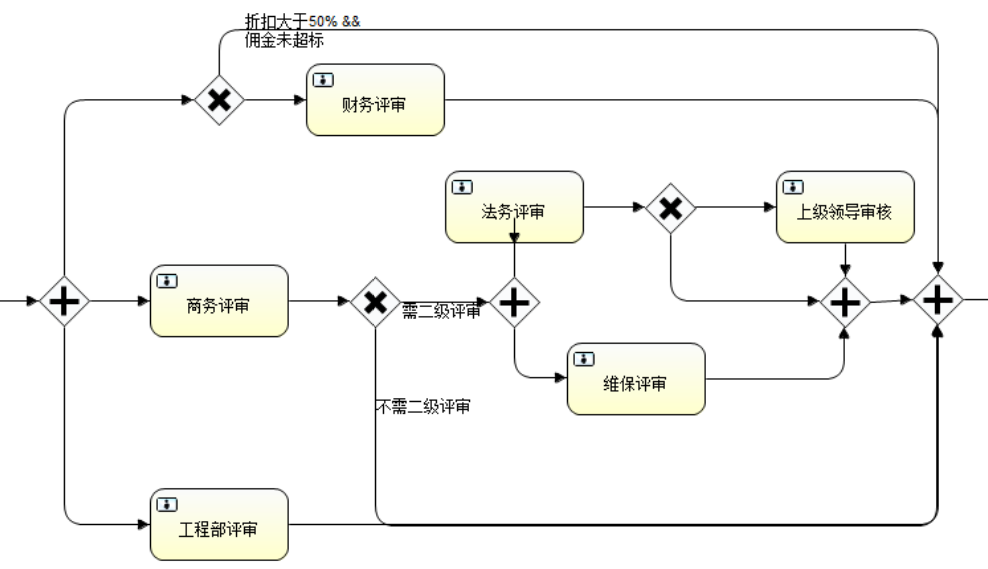 折扣大于50% &&
佣金未超标
财务评审
法务评审
上级领导审核
商务评审
需二级评审
维保评审
不需二级评审
工程部评审